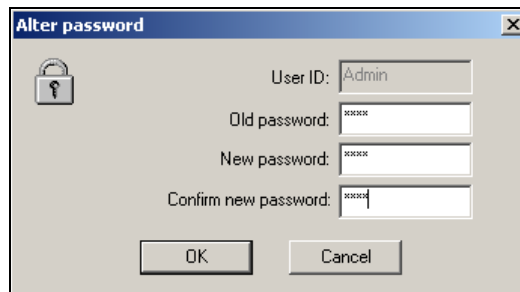 Alter password
User ID: Admin
Old password: ****
New password: ****
Confirm new password: ****
OK Cancel